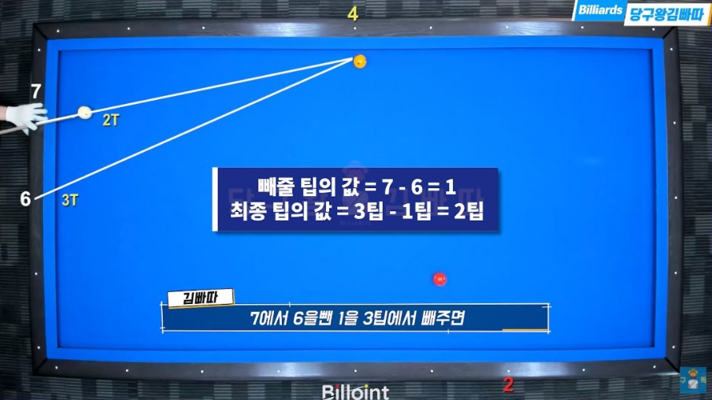 4
Billiards 당구왕김빠따
7
2T
6
3T
빼줄 팁의 값 = 7 - 6 = 1
최종 팁의 값 = 3팁 - 1팁 = 2팁
김빠따
7에서 6을뺀 1을 3팁에서 빼주면
2
Billoint